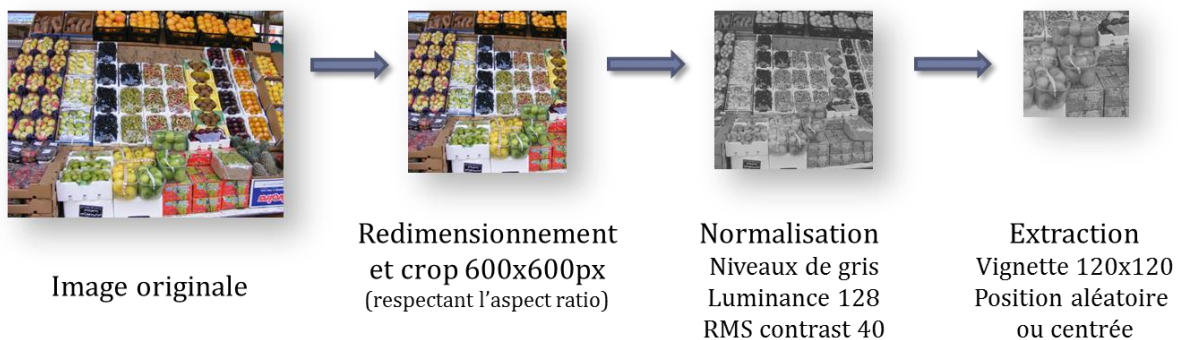 Image originale
Redimensionnement
et crop 600x600px
(respectant l’aspect ratio)
Normalisation
Niveaux de gris
Luminance 128
RMS contrast 40
Extraction
Vignette 120x120
Position aléatoire
ou centrée